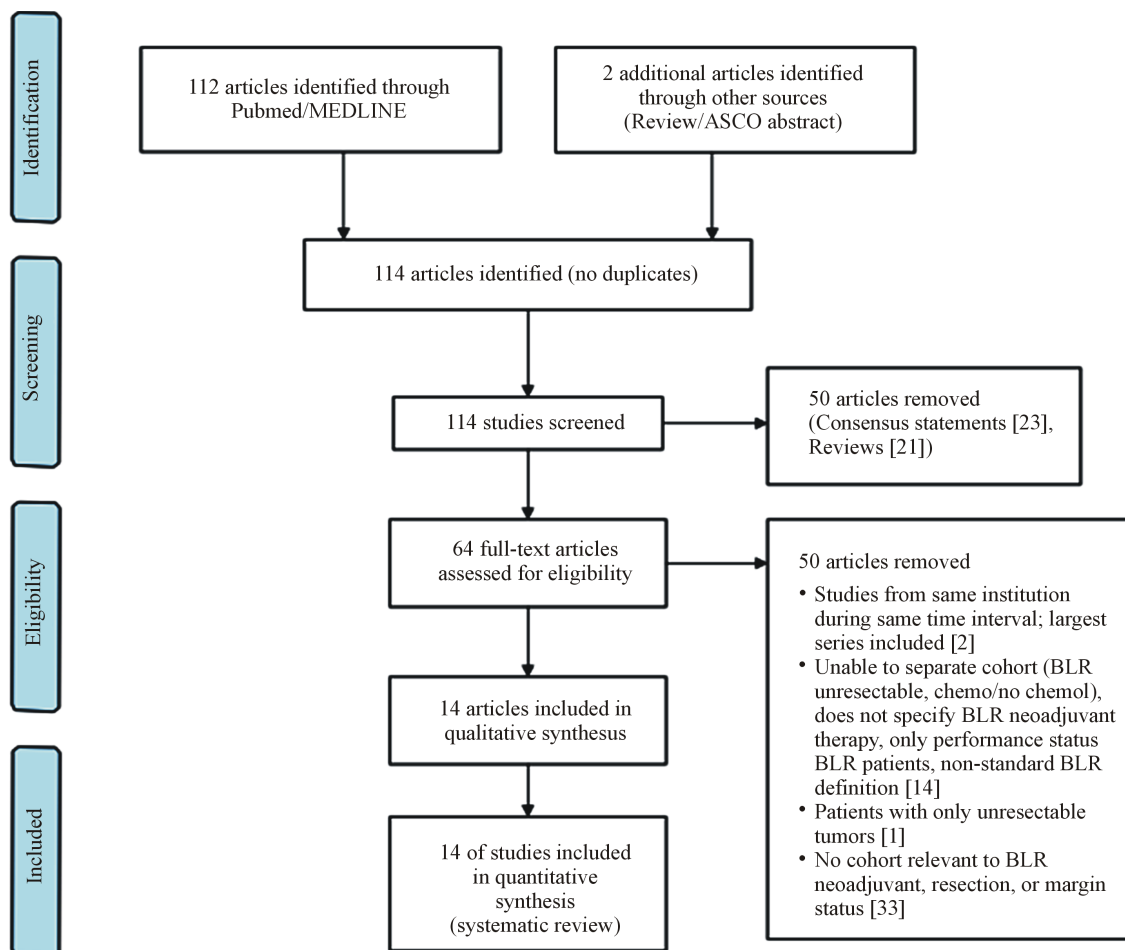 Identification
112 articles identified through
Pubmed/MEDLINE
2 additional articles identified
through other sources
(Review/ASCO abstract)
114 articles identified (no duplicates)
Screening
114 studies screened
50 articles removed
(Consensus statements [23],
Reviews [21])
Eligibility
64 full-text articles
assessed for eligibility
50 articles removed
• Studies from same institution
during same time interval; largest
series included [2]
• Unable to separate cohort (BLR
unresectable, chemo/no chemol),
does not specify BLR neoadjuvant
therapy, only performance status
BLR patients, non-standard BLR
definition [14]
• Patients with only unresectable
tumors [1]
• No cohort relevant to BLR
neoadjuvant, resection, or margin
status [33]
14 articles included in
qualitative synthesus
Included
14 of studies included
in quantitative
synthesis
(systematic review)